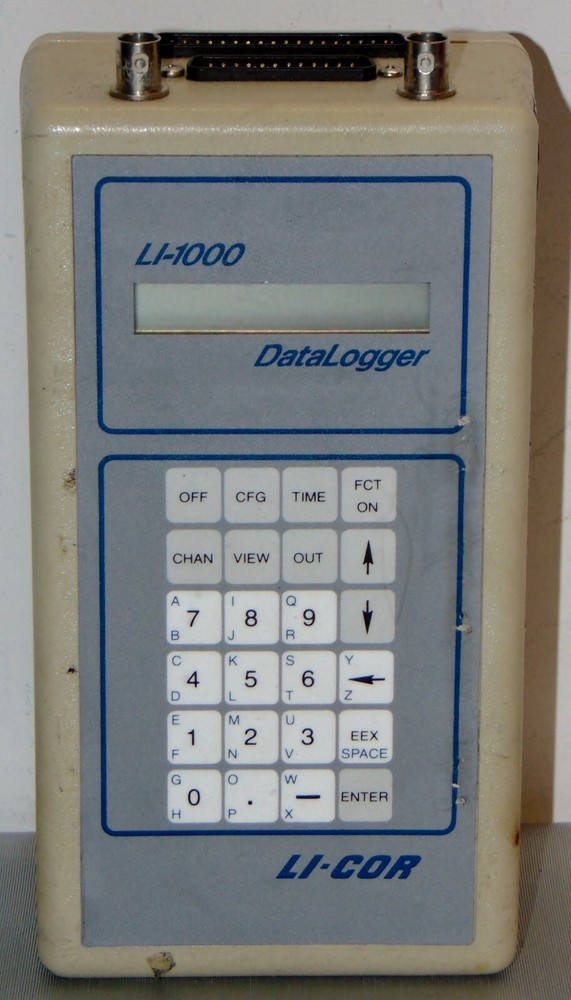 LI-1000
DataLogger
OFF CFG TIME FCT ON
CHAN VIEW OUT
A 7 B I 8 J Q 9 R
C 4 D K 5 L S 6 T Y Z
E 1 F M 2 N U 3 V EEX SPACE
G 0 H O . P W — X ENTER
LI-COR